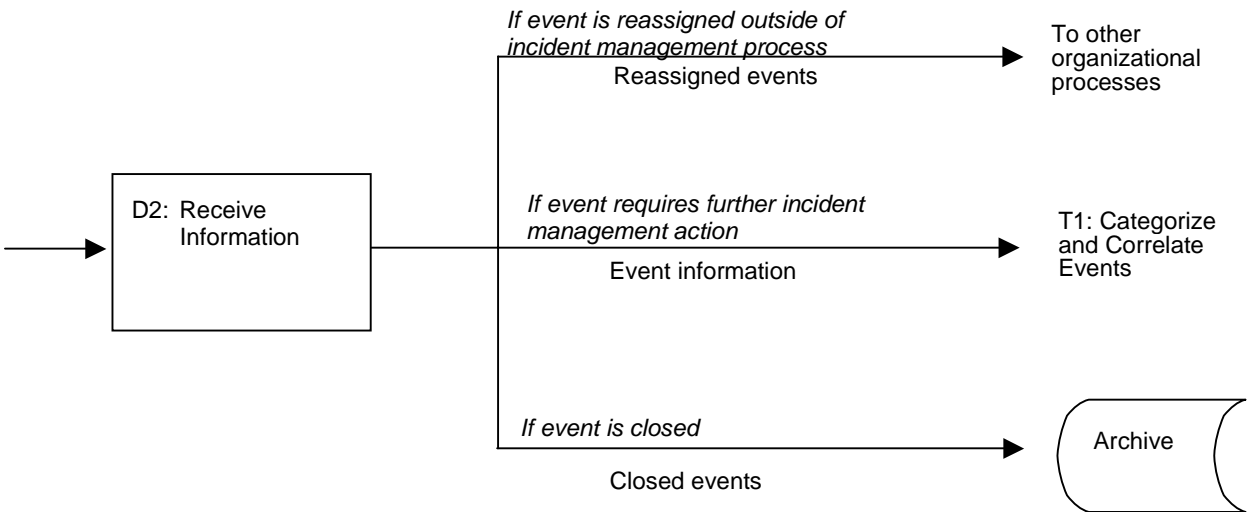 If event is reassigned outside of
incident management process
Reassigned events
To other
organizational
processes
D2: Receive
Information
If event requires further incident
management action
Event information
T1: Categorize
and Correlate
Events
If event is closed
Closed events
Archive